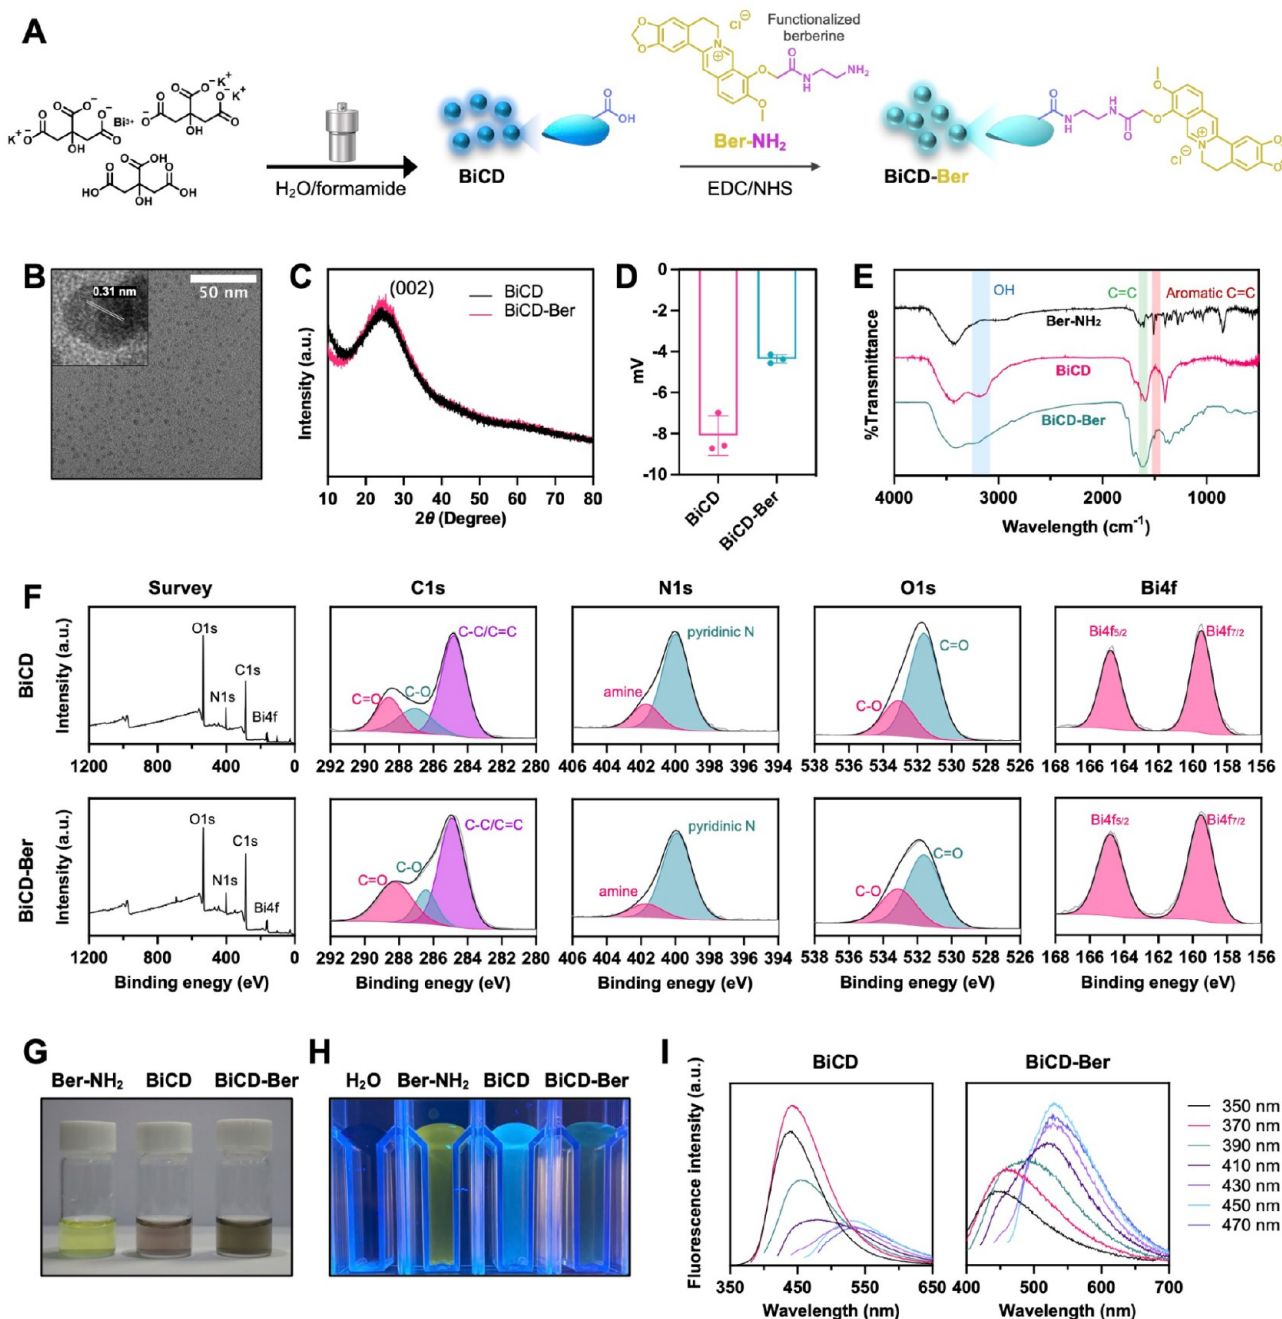 A
Functionalized
berberine
Cl⊖
H₂O/formamide
BiCD
Ber-NH₂
EDC/NHS
BiCD-Ber
B
0.31 nm
50 nm
C
(002)
BiCD
BiCD-Ber
Intensity (a.u.)
10 20 30 40 50 60 70 80
2θ (Degree)
D
0
-2
-4
-6
-8
-10
mV
BiCD
BiCD-Ber
E
OH
C=C
Aromatic C=C
Ber-NH₂
BiCD
BiCD-Ber
%Transmittance
4000 3000 2000 1000
Wavelength (cm⁻¹)
F
Survey
C1s
N1s
O1s
Bi4f
BiCD
Intensity (a.u.)
O1s
N1s
C1s
Bi4f
1200 800 400 0
C=O
C-O
C-C/C=C
292 290 288 286 284 282 280
amine
pyridinic N
406 404 402 400 398 396 394
C-O
C=O
538 536 534 532 530 528 526
Bi4f5/2
Bi4f7/2
168 166 164 162 160 158 156
BiCD-Ber
Intensity (a.u.)
O1s
N1s
C1s
Bi4f
1200 800 400 0
Binding enegy (eV)
C=O
C-O
C-C/C=C
292 290 288 286 284 282 280
Binding enegy (eV)
amine
pyridinic N
406 404 402 400 398 396 394
Binding enegy (eV)
C-O
C=O
538 536 534 532 530 528 526
Binding enegy (eV)
Bi4f5/2
Bi4f7/2
168 166 164 162 160 158 156
Binding enegy (eV)
G
Ber-NH₂ BiCD BiCD-Ber
H
H₂O Ber-NH₂ BiCD BiCD-Ber
I
BiCD
Fluorescence intensity (a.u.)
350 450 550 650
Wavelength (nm)
BiCD-Ber
400 500 600 700
Wavelength (nm)
350 nm
370 nm
390 nm
410 nm
430 nm
450 nm
470 nm